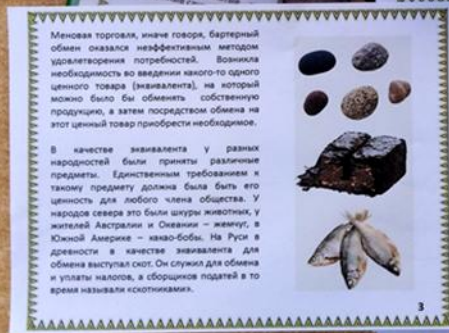 Меновая торговля, иначе говоря, бартерный
обмен оказался неэффективным методом
удовлетворения потребностей. Возникла
необходимость во введении какого-то одного
ценного товара (эквивалента), на который
можно было бы обменять собственную
продукцию, а затем посредством обмена на
этот ценный товар приобрести необходимое.
В качестве эквивалента у разных
народностей были приняты различные
предметы. Единственным требованием к
такому предмету должна была быть его
ценность для любого члена общества. У
народов севера это были шкуры животных, у
жителей Австралии и Океании – жемчуг, в
Южной Америке – какао-бобы. На Руси в
древности в качестве эквивалента для
обмена выступал скот. Он служил для обмена
и уплаты налогов, а сборщиков податей в то
время называли «скотниками».
3